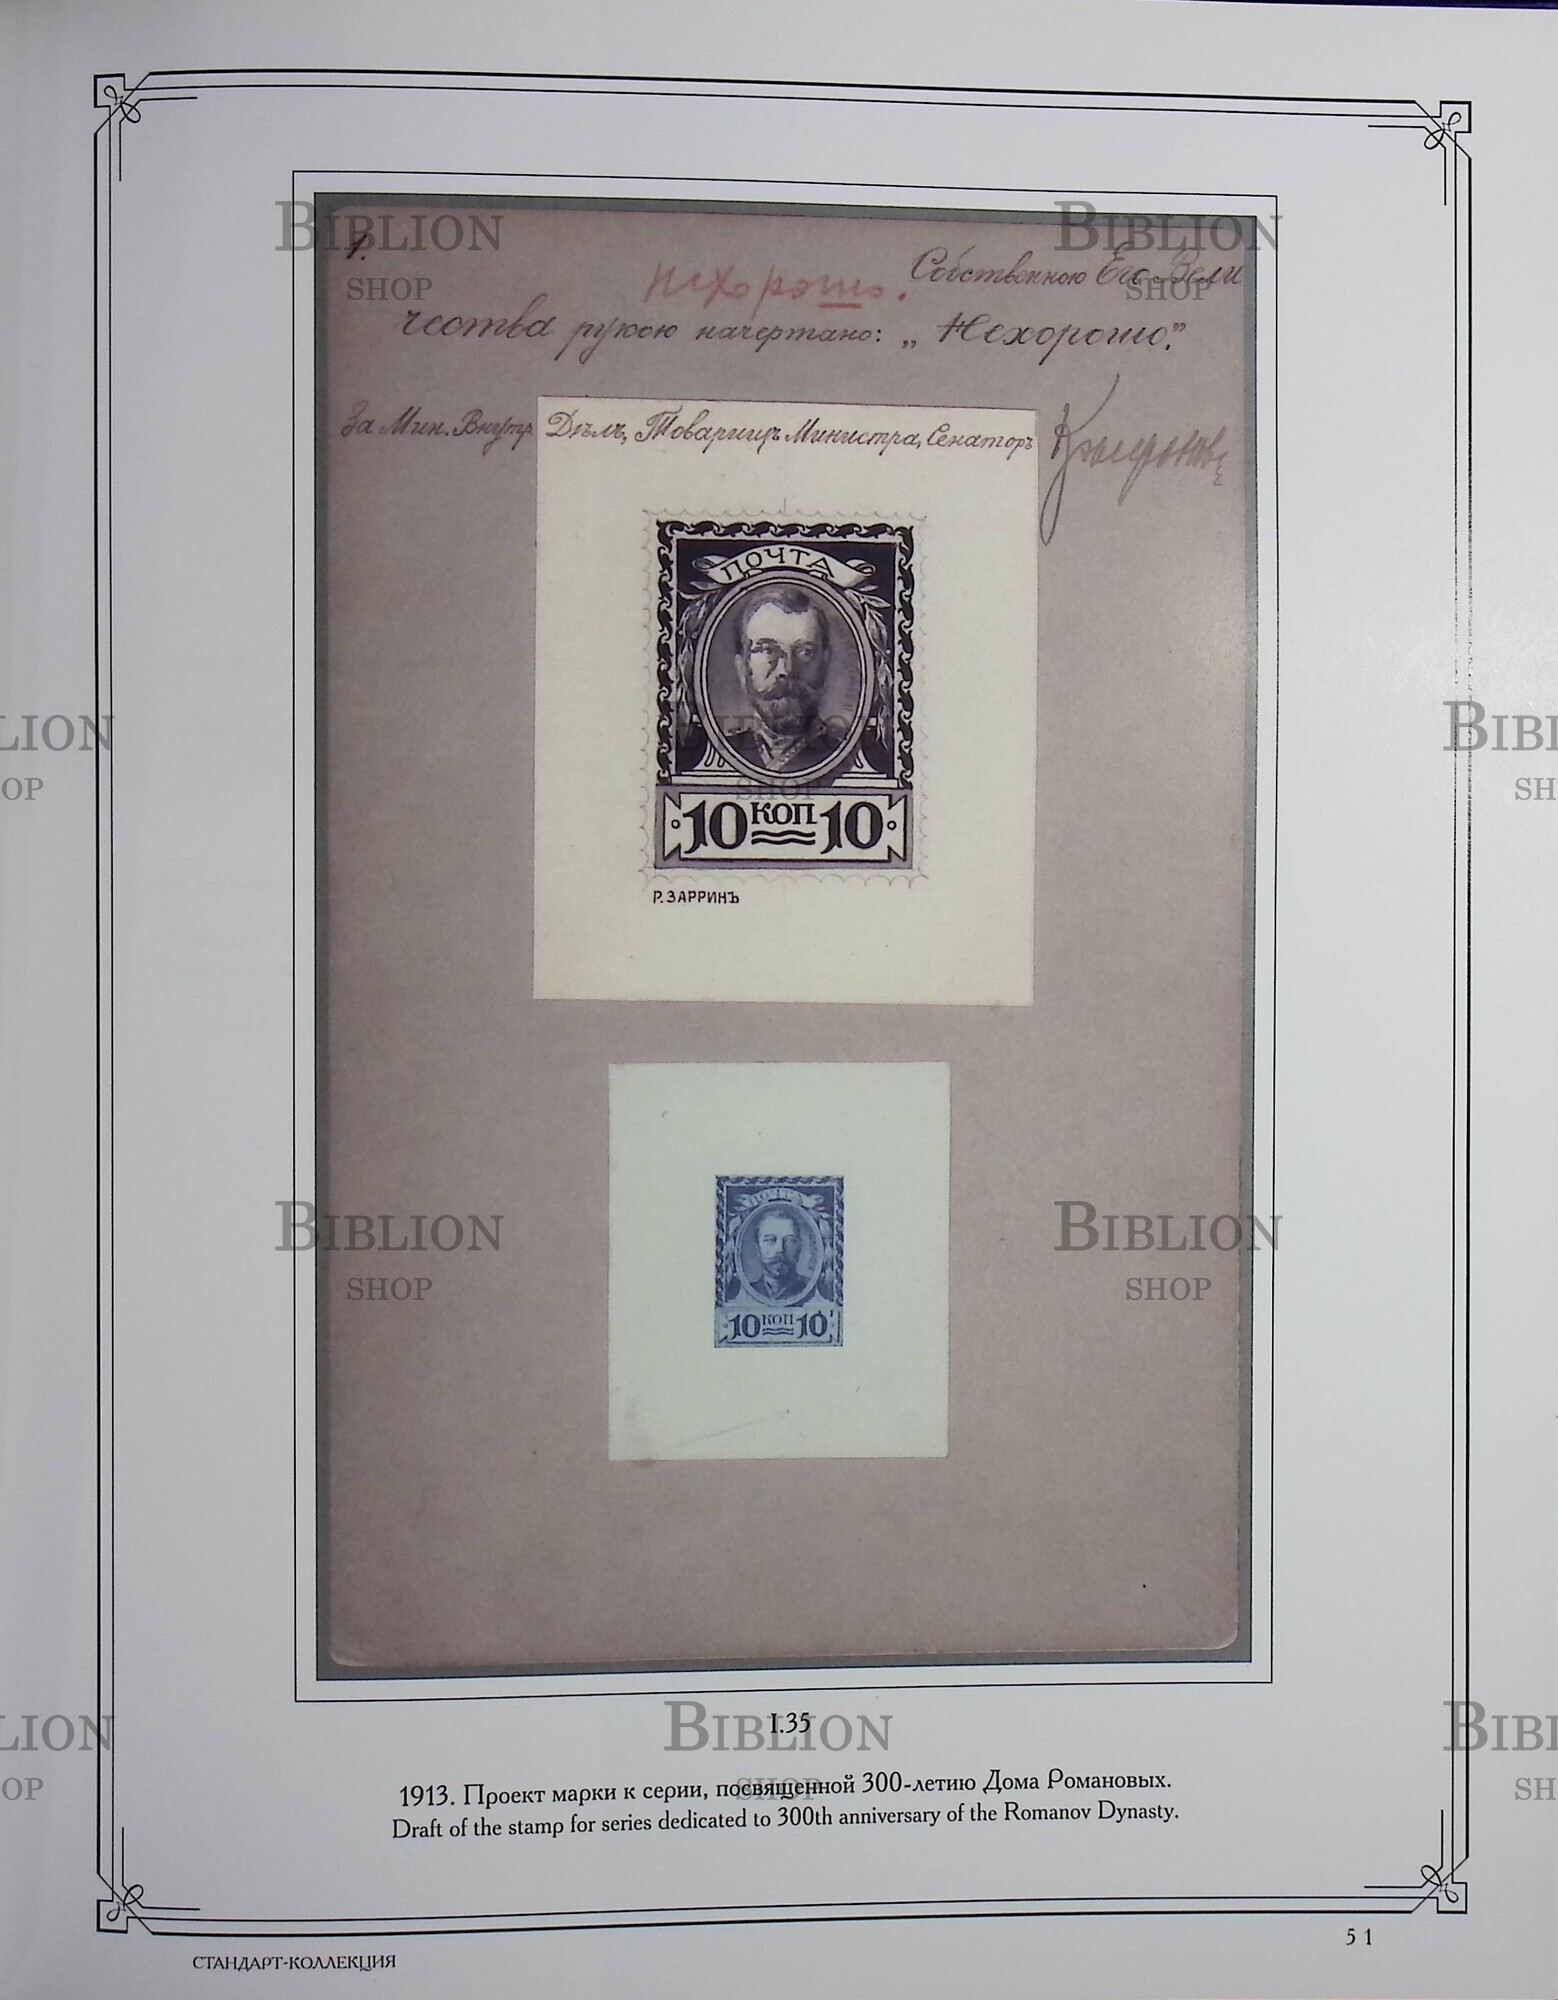 1.
Нехорошо.
Собственною Его Вели
чества рукою начертано: „Нехорошо."
За Мин. Внутр. Дѣлъ, Товарищъ Министра, Сенаторъ
ПОЧТА
10 КОП 10
Р. ЗАРРИНЪ
ПОЧТА
10 КОП 10
I.35
1913. Проект марки к серии, посвященной 300-летию Дома Романовых.
Draft of the stamp for series dedicated to 300th anniversary of the Romanov Dynasty.
51
СТАНДАРТ-КОЛЛЕКЦИЯ
BIBLION
SHOP